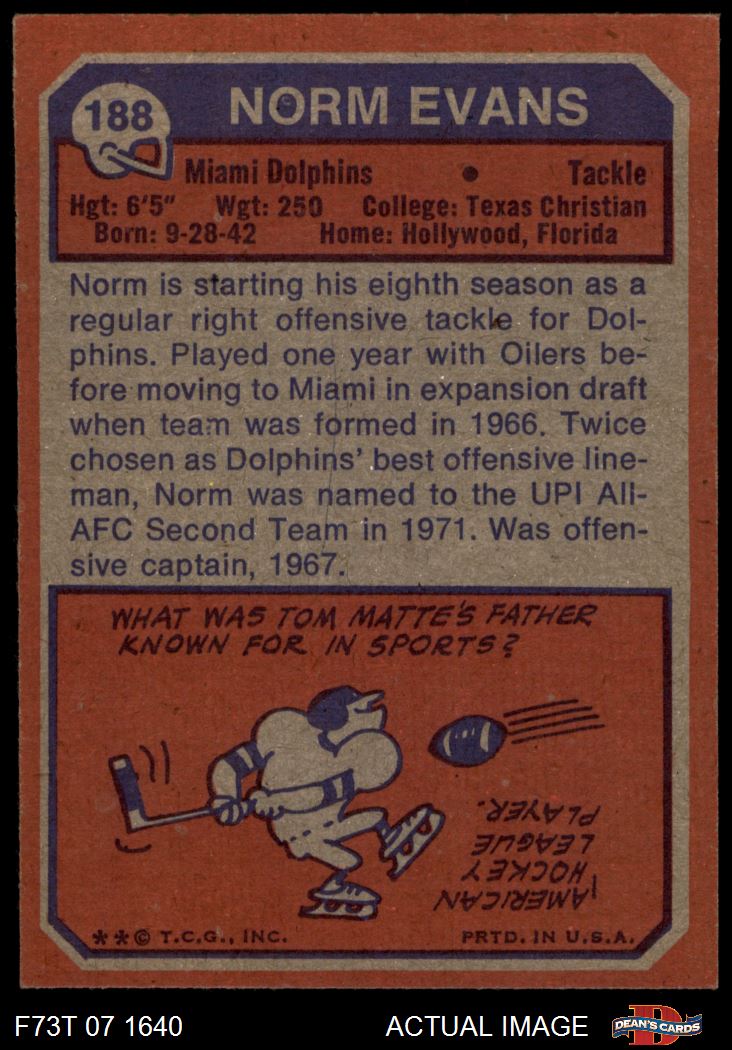 188
NORM EVANS
Miami Dolphins • Tackle
Hgt: 6'5" Wgt: 250 College: Texas Christian
Born: 9-28-42 Home: Hollywood, Florida
Norm is starting his eighth season as a
regular right offensive tackle for Dol-
phins. Played one year with Oilers be-
fore moving to Miami in expansion draft
when team was formed in 1966. Twice
chosen as Dolphins' best offensive line-
man, Norm was named to the UPI All-
AFC Second Team in 1971. Was offen-
sive captain, 1967.
WHAT WAS TOM MATTE'S FATHER
KNOWN FOR IN SPORTS?
AMERICAN
HOCKEY
LEAGUE
PLAYER.
**© T.C.G., INC. PRTD. IN U.S.A.
F73T 07 1640 ACTUAL IMAGE
D
DEAN'S CARDS